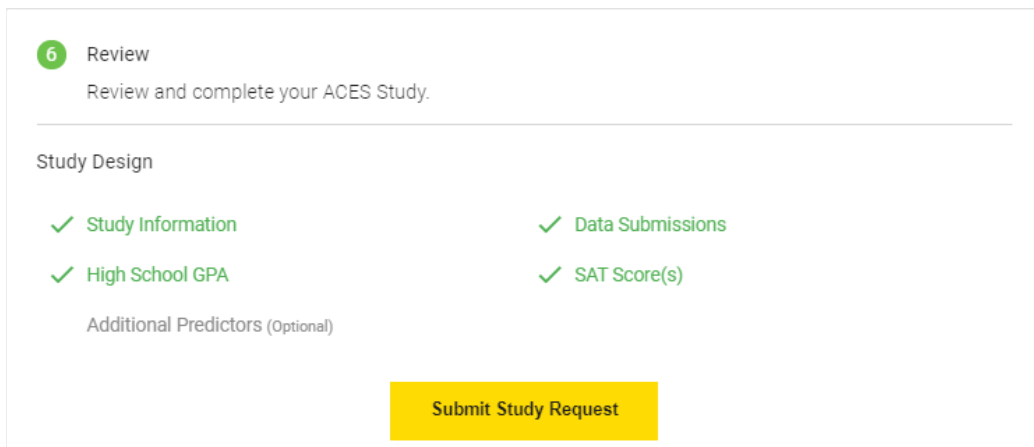 6 Review
Review and complete your ACES Study.
Study Design
Study Information
Data Submissions
High School GPA
SAT Score(s)
Additional Predictors (Optional)
Submit Study Request